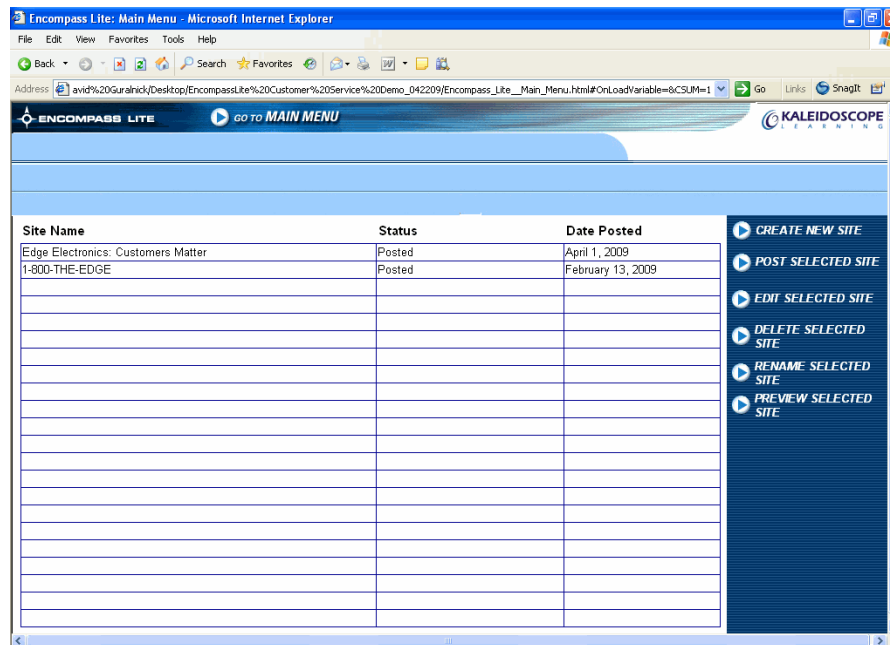 Encompass Lite: Main Menu - Microsoft Internet Explorer
File Edit View Favorites Tools Help
Back Search Favorites
Address avid%20Guralnick/Desktop/EncompassLite%20Customer%20Service%20Demo_042209/Encompass_Lite__Main_Menu.html#OnLoadVariable=&CSUM=1 Go Links SnagIt
ENCOMPASS LITE GO TO MAIN MENU KALEIDOSCOPE
LEARNING
Site Name Status Date Posted
Edge Electronics: Customers Matter Posted April 1, 2009
1-800-THE-EDGE Posted February 13, 2009
CREATE NEW SITE
POST SELECTED SITE
EDIT SELECTED SITE
DELETE SELECTED
SITE
RENAME SELECTED
SITE
PREVIEW SELECTED
SITE